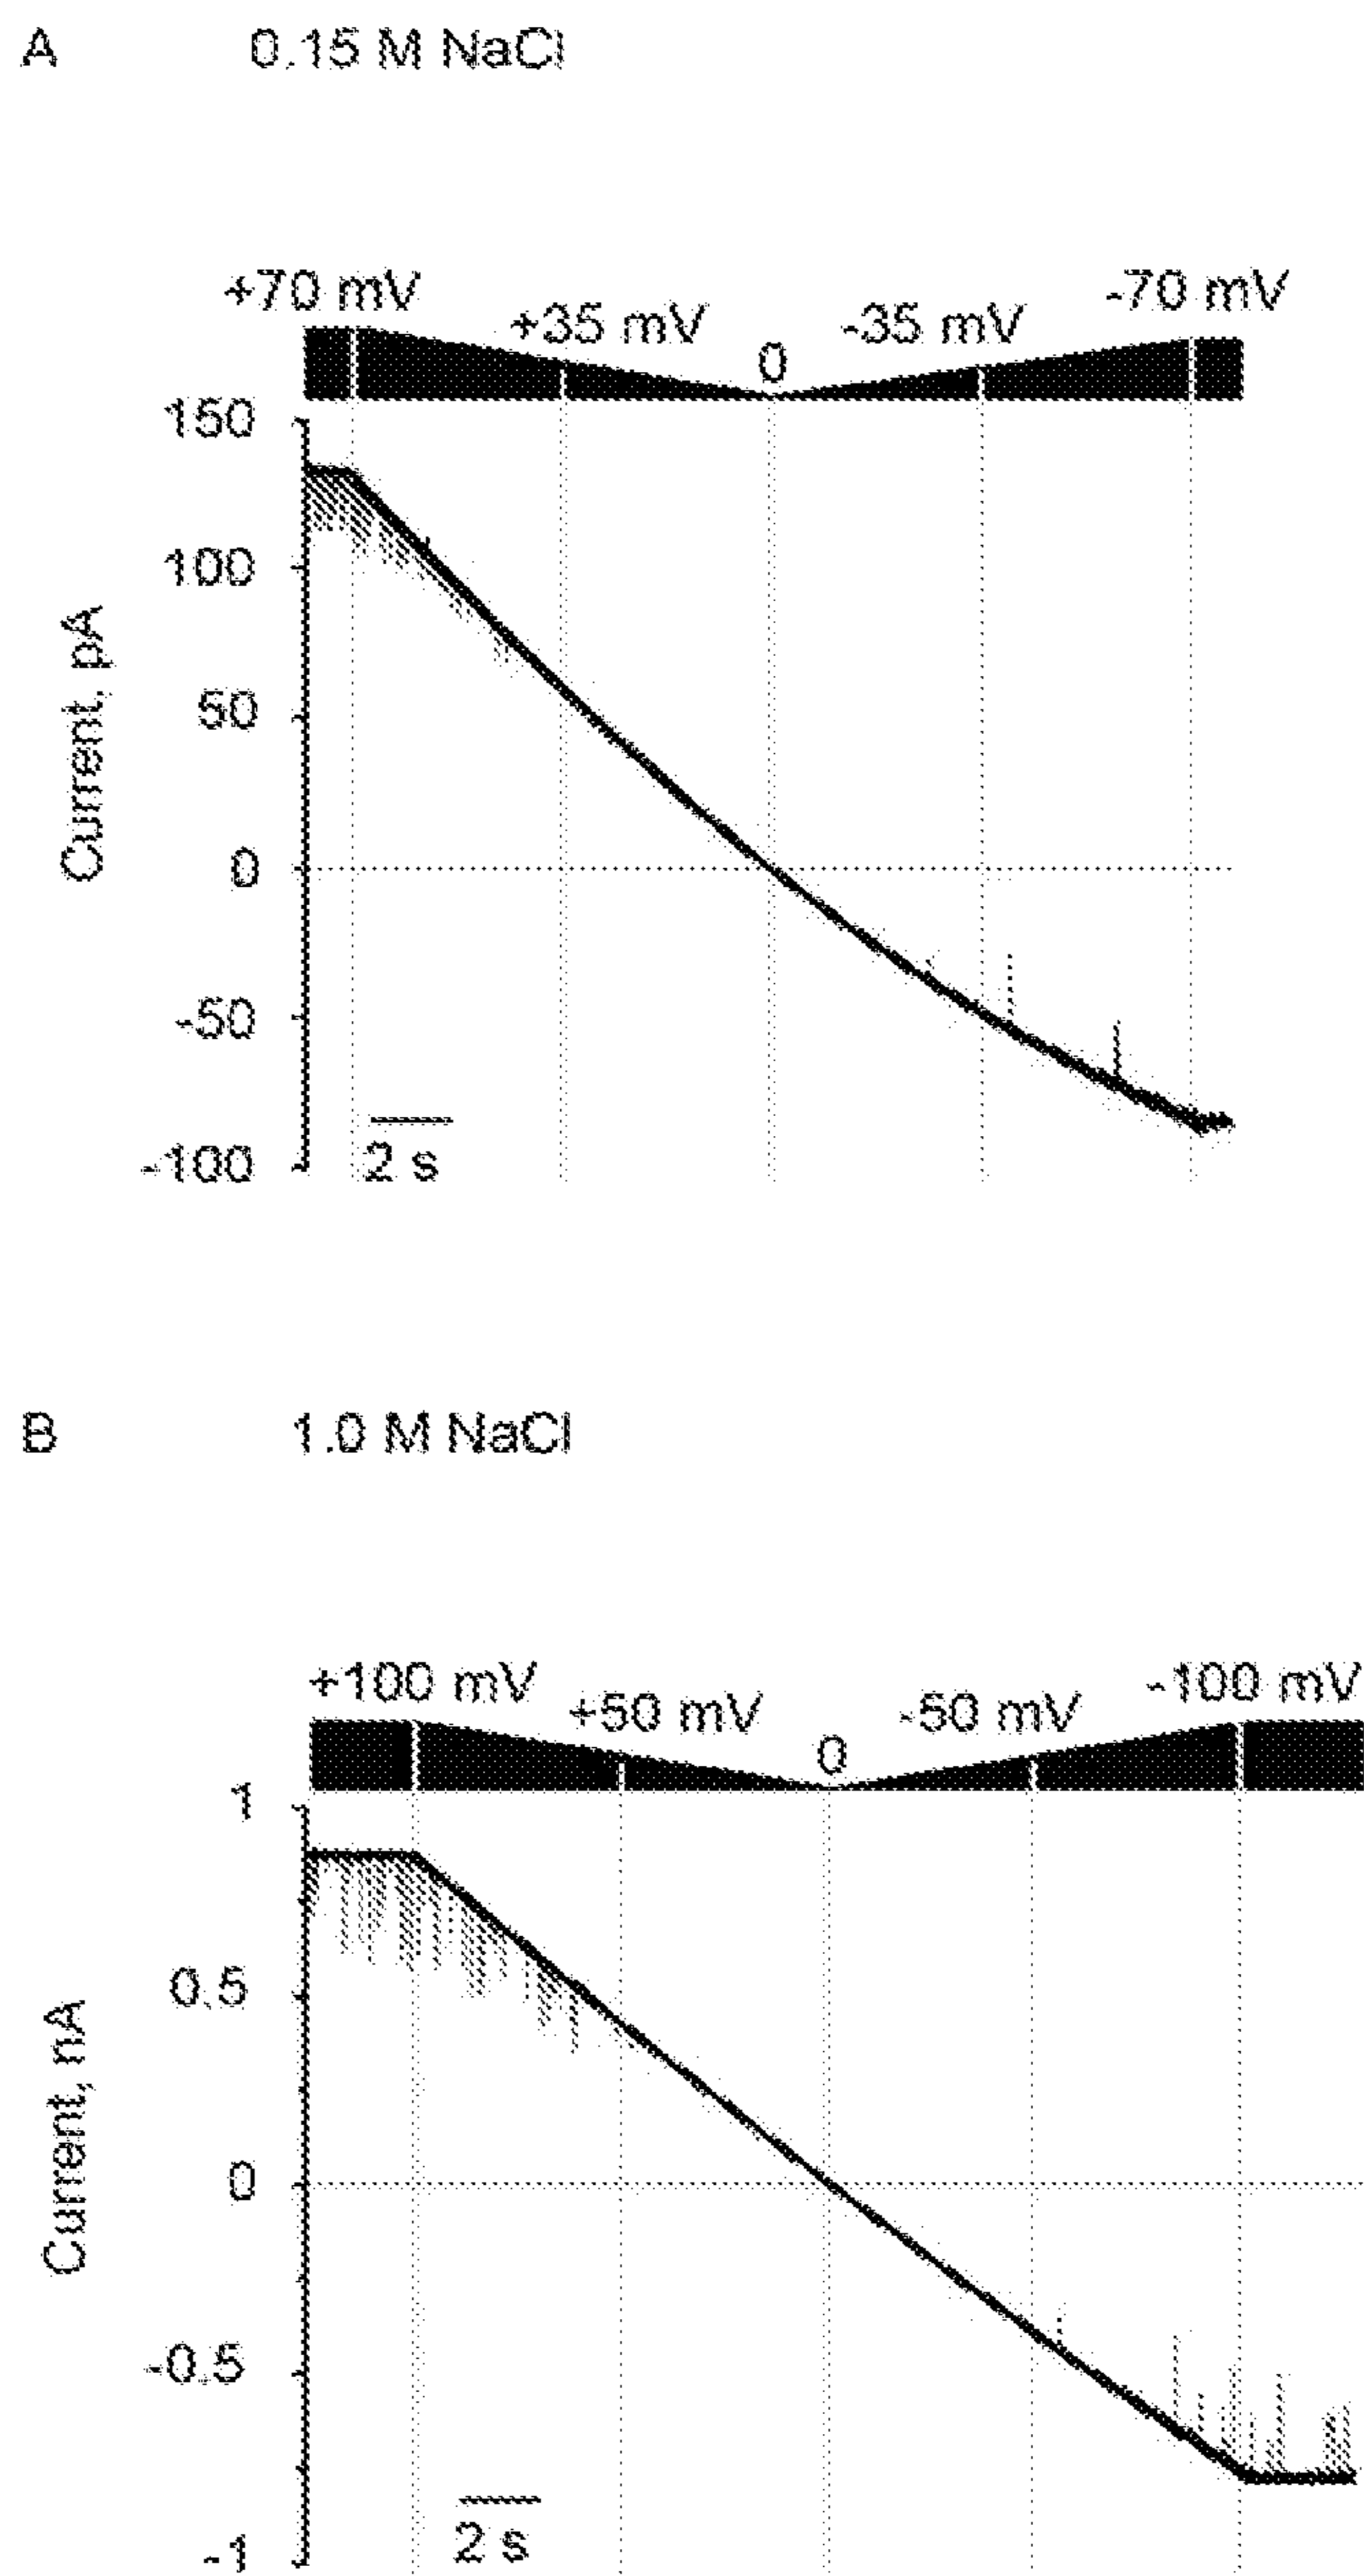 A 0.15 M NaCl
+70 mV -70 mV
+35 mV -35 mV
0
150
100
50
0
-50
-100
Current, pA
2 s
B 1.0 M NaCl
+100 mV -100 mV
+50 mV -50 mV
0
1
0.5
0
-0.5
-1
Current, nA
2 s